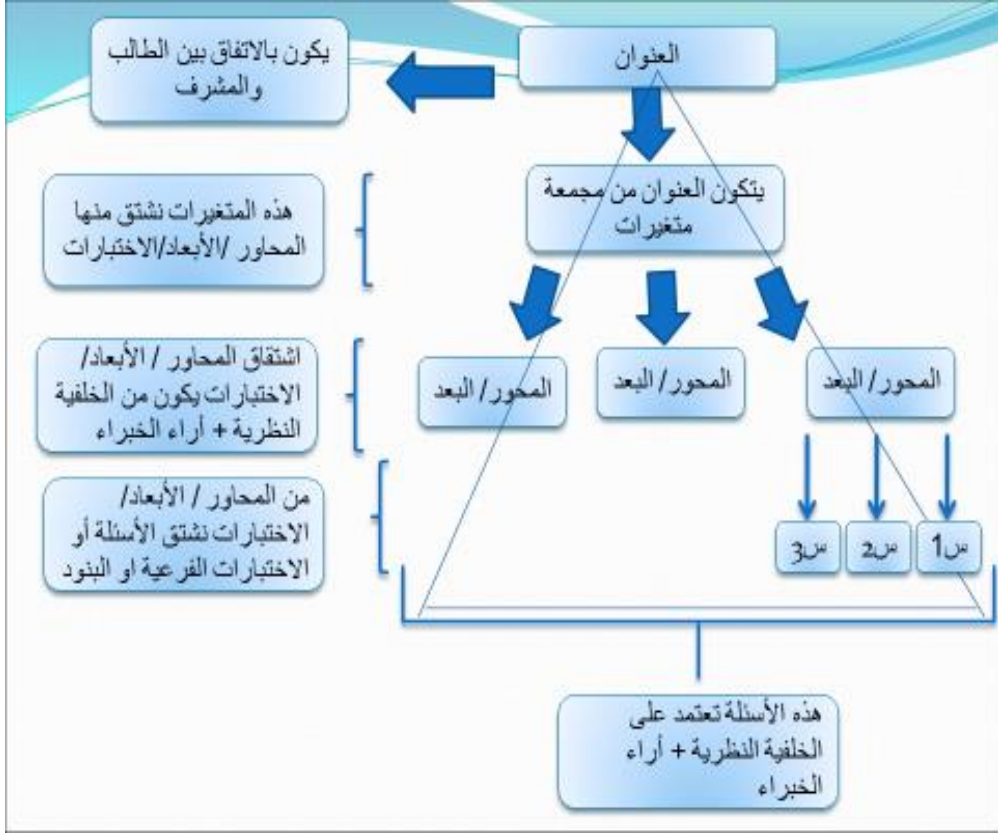 العنوان
يكون بالاتفاق بين الطالب
والمشرف
يتكون العنوان من مجمعة
متغيرات
هذه المتغيرات نشتق منها
المحاور /الأبعاد/الاختبارات
المحور/ البعد
المحور/ البعد
المحور/ البعد
اشتقاق المحاور / الأبعاد/
الاختبارات يكون من الخلفية
النظرية + أراء الخبراء
س1
س2
س3
من المحاور / الأبعاد/
الاختبارات نشتق الأسئلة أو
الاختبارات الفرعية او البنود
هذه الأسئلة تعتمد على
الخلفية النظرية + أراء
الخبراء